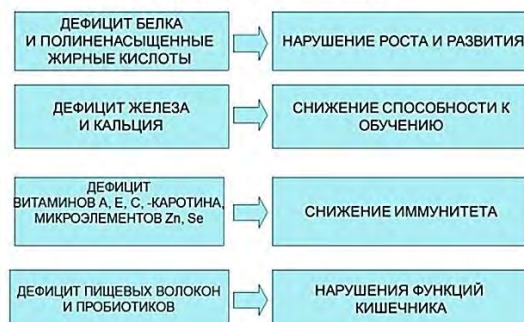 ДЕФИЦИТ БЕЛКА
И ПОЛИНЕНАСЫЩЕННЫЕ
ЖИРНЫЕ КИСЛОТЫ
НАРУШЕНИЕ РОСТА И РАЗВИТИЯ
ДЕФИЦИТ ЖЕЛЕЗА
И КАЛЬЦИЯ
СНИЖЕНИЕ СПОСОБНОСТИ К
ОБУЧЕНИЮ
ДЕФИЦИТ
ВИТАМИНОВ А, Е, С, -КАРОТИНА,
МИКРОЭЛЕМЕНТОВ Zn, Se
СНИЖЕНИЕ ИММУНИТЕТА
ДЕФИЦИТ ПИЩЕВЫХ ВОЛОКОН
И ПРОБИОТИКОВ
НАРУШЕНИЯ ФУНКЦИЙ
КИШЕЧНИКА